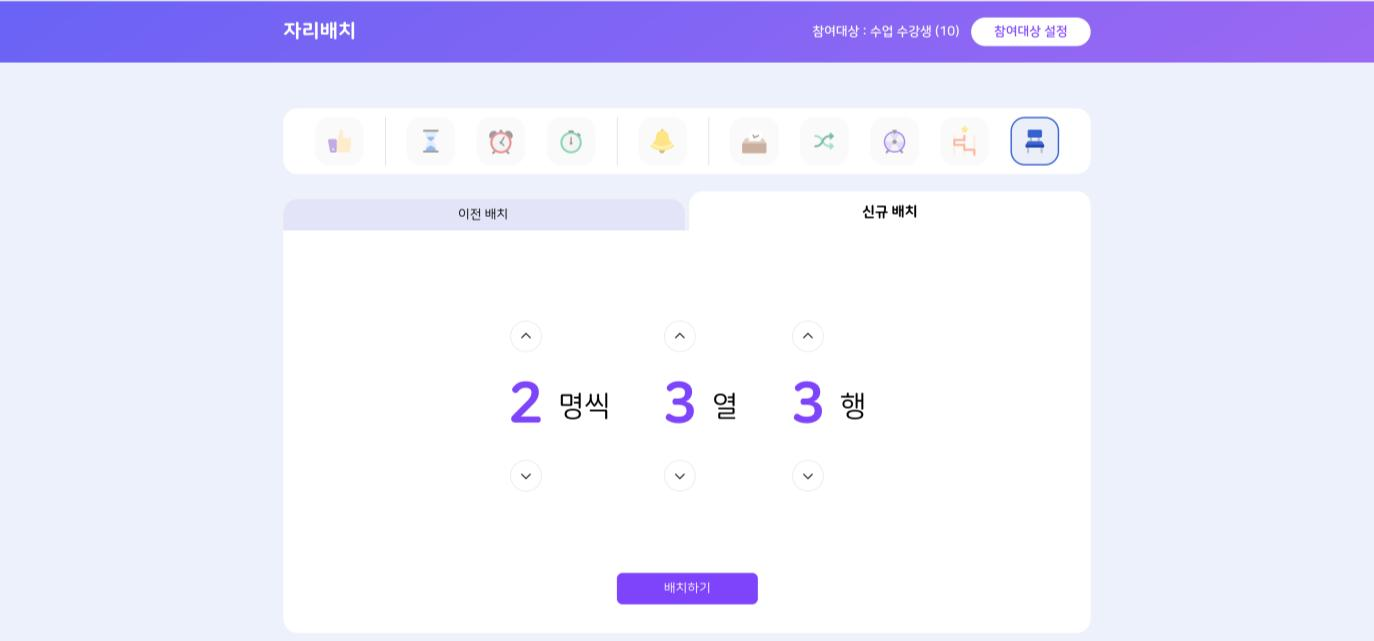 자리배치
참여대상 : 수업 수강생 (10)
참여대상 설정
이전 배치
신규 배치
2 명씩 3 열 3 행
배치하기